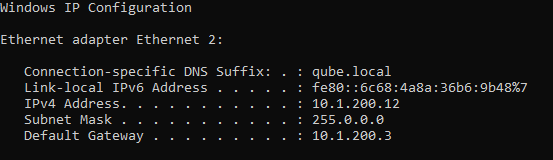 Windows IP Configuration
Ethernet adapter Ethernet 2:
Connection-specific DNS Suffix: . : qube.local
Link-local IPv6 Address . . . . . : fe80::6c68:4a8a:36b6:9b48%7
IPv4 Address. . . . . . . . . . . : 10.1.200.12
Subnet Mask . . . . . . . . . . . : 255.0.0.0
Default Gateway . . . . . . . . . : 10.1.200.3